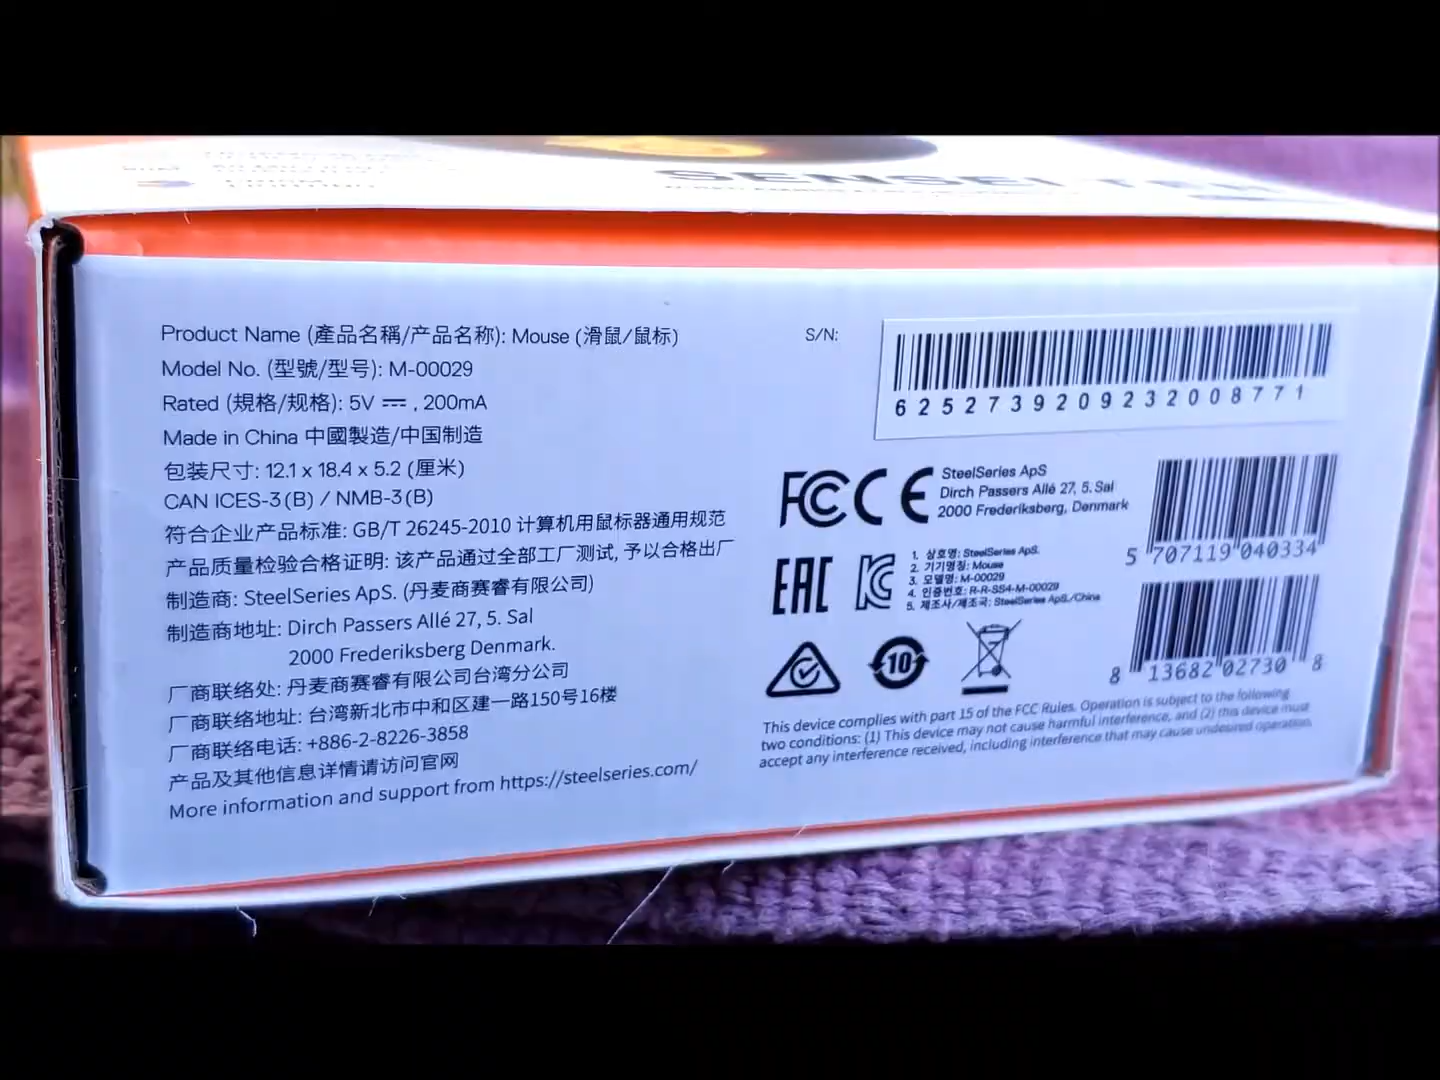 SENSEI TEN
Product Name (產品名稱/产品名称): Mouse (滑鼠/鼠标)
Model No. (型號/型号): M-00029
Rated (規格/规格): 5V ⎓ , 200mA
Made in China 中國製造/中国制造
包装尺寸: 12.1 x 18.4 x 5.2 (厘米)
CAN ICES-3 (B) / NMB-3 (B)
符合企业产品标准: GB/T 26245-2010 计算机用鼠标器通用规范
产品质量检验合格证明: 该产品通过全部工厂测试, 予以合格出厂
制造商: SteelSeries ApS. (丹麦商赛睿有限公司)
制造商地址: Dirch Passers Allé 27, 5. Sal
2000 Frederiksberg Denmark.
厂商联络处: 丹麦商赛睿有限公司台湾分公司
厂商联络地址: 台湾新北市中和区建一路150号16楼
厂商联络电话: +886-2-8226-3858
产品及其他信息详情请访问官网
More information and support from https://steelseries.com/
S/N:
6252739209232008771
FCC CE
SteelSeries ApS
Dirch Passers Allé 27, 5. Sal
2000 Frederiksberg, Denmark
5 707119 040334
EAC KC
1. 상호명: SteelSeries ApS.
2. 기기명칭: Mouse
3. 모델명: M-00029
4. 인증번호: R-R-SS4-M-00029
5. 제조사/제조국: SteelSeries ApS./China
10
8 13682 02730 8
This device complies with part 15 of the FCC Rules. Operation is subject to the following
two conditions: (1) This device may not cause harmful interference, and (2) this device must
accept any interference received, including interference that may cause undesired operation.